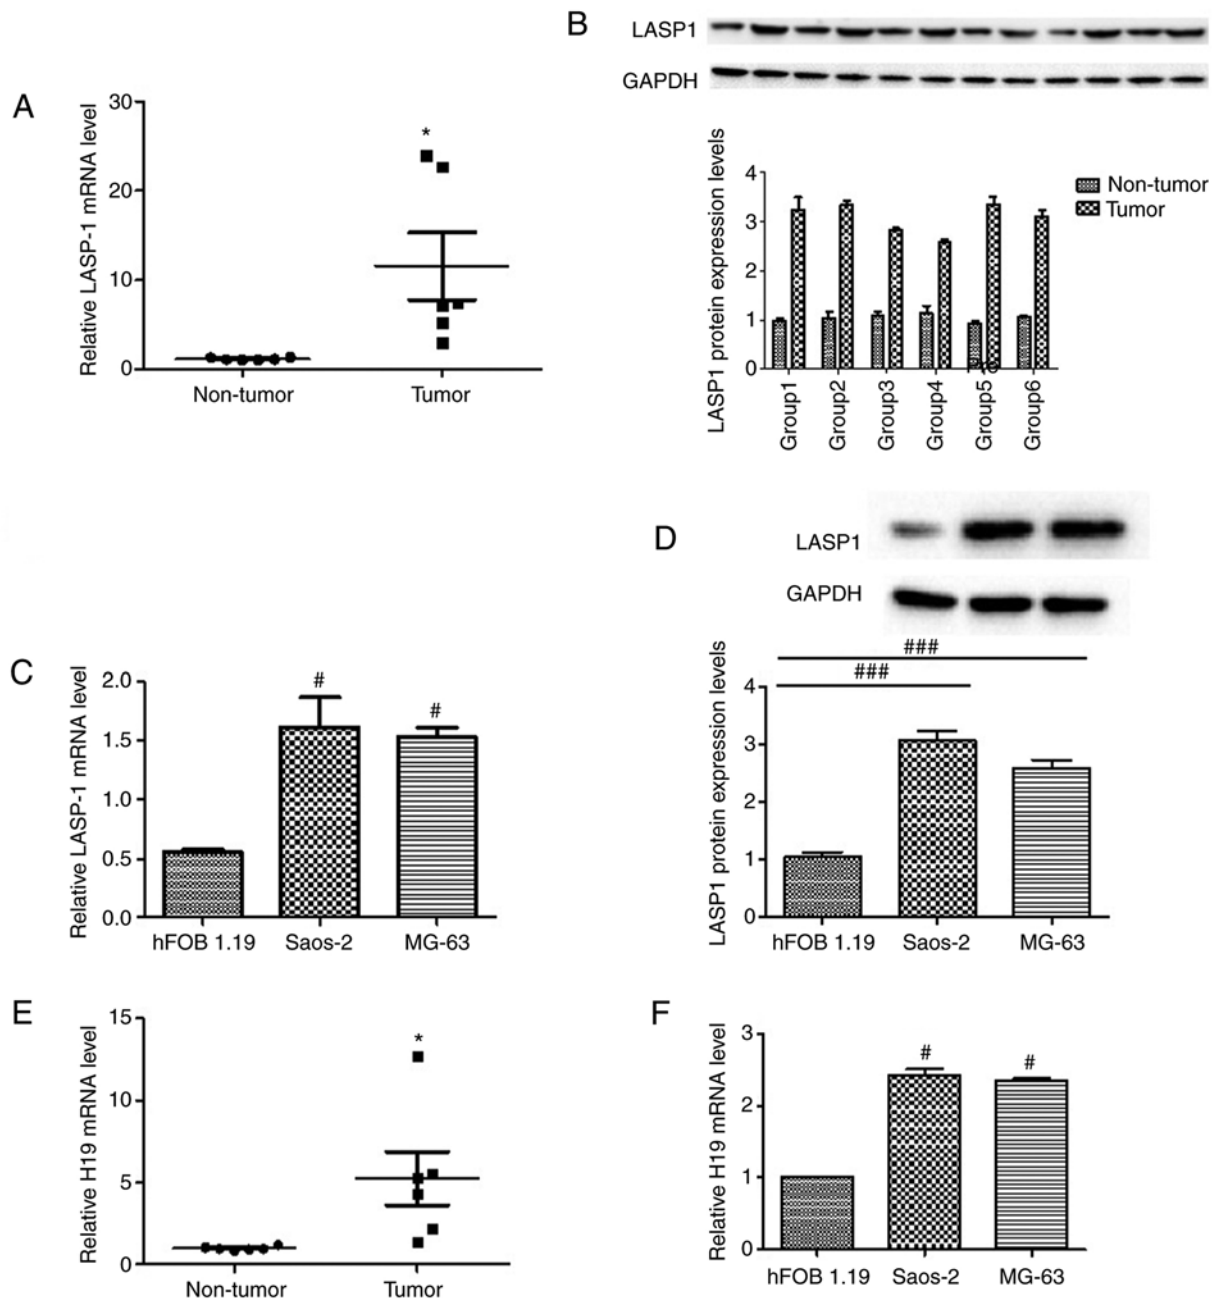 A
Relative LASP-1 mRNA level
30
20
10
0
*
Non-tumor Tumor
B
LASP1
GAPDH
LASP1 protein expression levels
4
3
2
1
0
Non-tumor
Tumor
Group1
Group2
Group3
Group4
Group5
Group6
C
Relative LASP-1 mRNA level
2.0
1.5
1.0
0.5
0.0
# #
hFOB 1.19 Saos-2 MG-63
D
LASP1
GAPDH
###
###
LASP1 protein expression levels
4
3
2
1
0
hFOB 1.19 Saos-2 MG-63
E
Relative H19 mRNA level
15
10
5
0
*
Non-tumor Tumor
F
Relative H19 mRNA level
3
2
1
0
# #
hFOB 1.19 Saos-2 MG-63